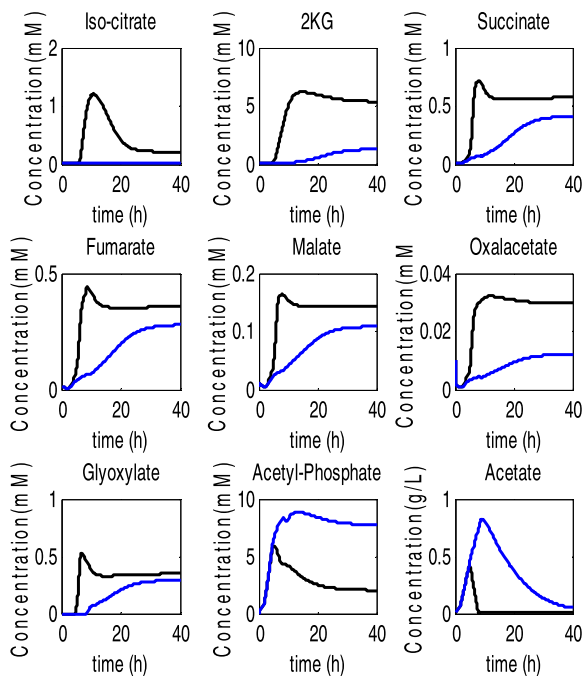 Iso-citrate 2KG Succinate
Concentration(mM) Concentration(mM) Concentration(mM)
2 10 1
1 5 0.5
0 0 0
0 20 40 0 20 40 0 20 40
time (h) time (h) time (h)
Fumarate Malate Oxalacetate
Concentration(mM) Concentration(mM) Concentration(mM
0.5 0.2 0.04
0.1 0.02
0 0 0
0 20 40 0 20 40 0 20 40
time (h) time (h) time (h)
Glyoxylate Acetyl-Phosphate Acetate
Concentration(mM) Concentration(mM) Concentration(g/L)
1 10 1
0.5 5 0.5
0 0 0
0 20 40 0 20 40 0 20 40
time (h) time (h) time (h)